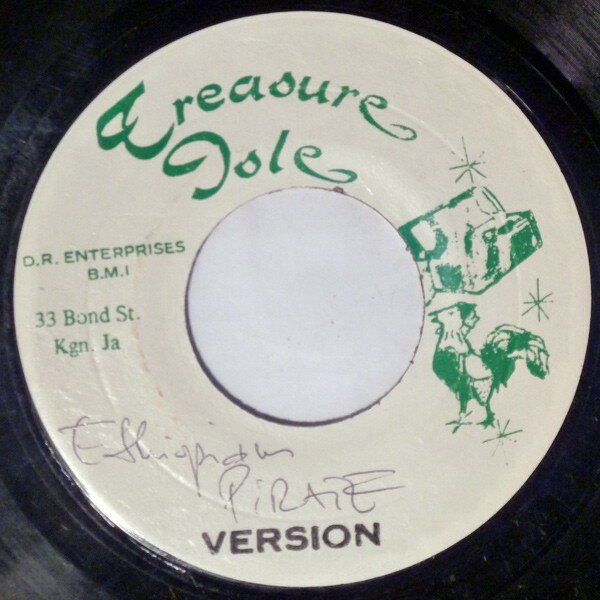 Treasure
Isle
D.R. ENTERPRISES
B.M.I
33 Bond St.
Kgn. Ja
Ethiopian
PiRATE
VERSION